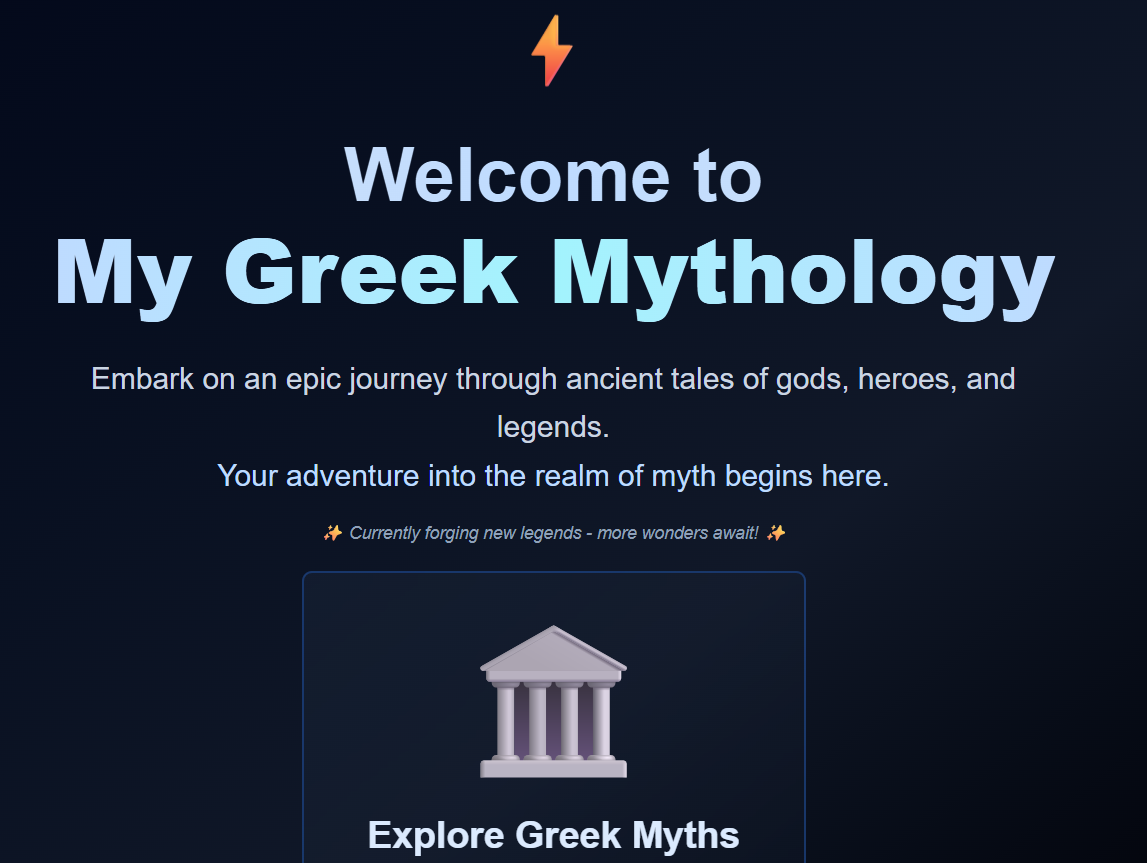 Welcome to
My Greek Mythology
Embark on an epic journey through ancient tales of gods, heroes, and
legends.
Your adventure into the realm of myth begins here.
✨ Currently forging new legends - more wonders await! ✨
Explore Greek Myths